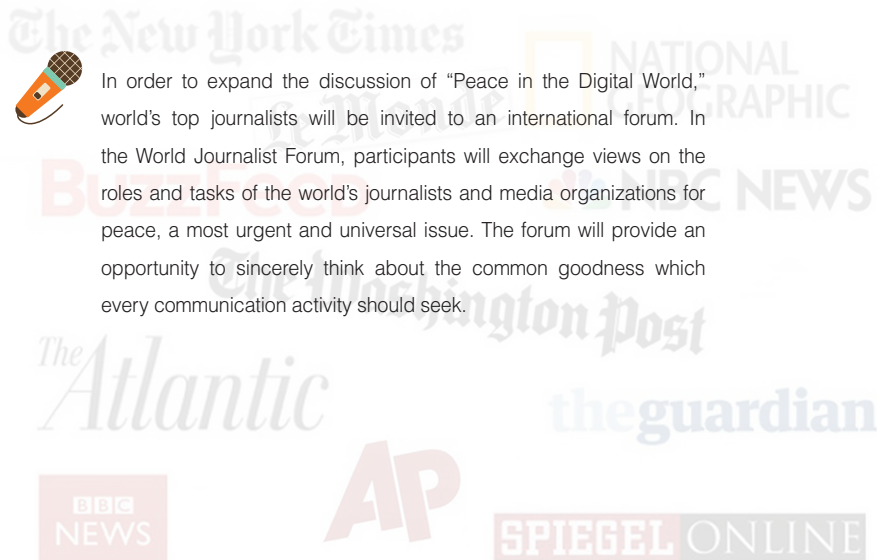 The New York Times
NATIONAL
GEOGRAPHIC
In order to expand the discussion of “Peace in the Digital World,”
world’s top journalists will be invited to an international forum. In
Le Monde
the World Journalist Forum, participants will exchange views on the
BuzzFeed
NBC NEWS
roles and tasks of the world’s journalists and media organizations for
peace, a most urgent and universal issue. The forum will provide an
opportunity to sincerely think about the common goodness which
every communication activity should seek.
The Washington Post
The Atlantic
theguardian
AP
BBC
NEWS
SPIEGEL ONLINE